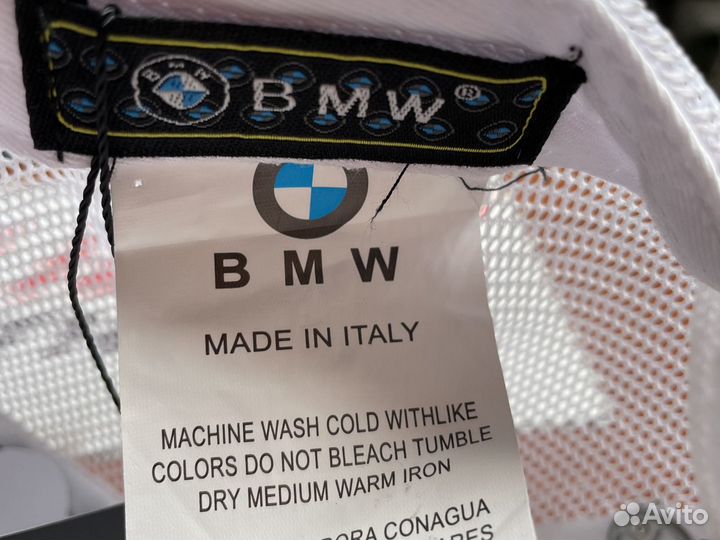 BMW
BMW®
BMW
MADE IN ITALY
MACHINE WASH COLD WITHLIKE
COLORS DO NOT BLEACH TUMBLE
DRY MEDIUM WARM IRON
CONAGUA
Avito